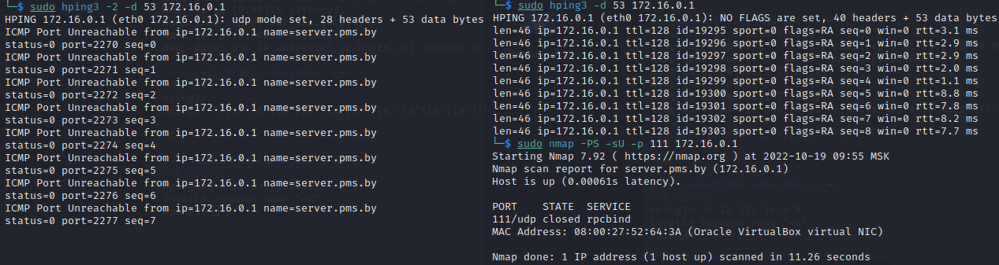 └─$ sudo hping3 -2 -d 53 172.16.0.1
HPING 172.16.0.1 (eth0 172.16.0.1): udp mode set, 28 headers + 53 data bytes
ICMP Port Unreachable from ip=172.16.0.1 name=server.pms.by
status=0 port=2270 seq=0
ICMP Port Unreachable from ip=172.16.0.1 name=server.pms.by
status=0 port=2271 seq=1
ICMP Port Unreachable from ip=172.16.0.1 name=server.pms.by
status=0 port=2272 seq=2
ICMP Port Unreachable from ip=172.16.0.1 name=server.pms.by
status=0 port=2273 seq=3
ICMP Port Unreachable from ip=172.16.0.1 name=server.pms.by
status=0 port=2274 seq=4
ICMP Port Unreachable from ip=172.16.0.1 name=server.pms.by
status=0 port=2275 seq=5
ICMP Port Unreachable from ip=172.16.0.1 name=server.pms.by
status=0 port=2276 seq=6
ICMP Port Unreachable from ip=172.16.0.1 name=server.pms.by
status=0 port=2277 seq=7
└─$ sudo hping3 -d 53 172.16.0.1
HPING 172.16.0.1 (eth0 172.16.0.1): NO FLAGS are set, 40 headers + 53 data bytes
len=46 ip=172.16.0.1 ttl=128 id=19295 sport=0 flags=RA seq=0 win=0 rtt=3.1 ms
len=46 ip=172.16.0.1 ttl=128 id=19296 sport=0 flags=RA seq=1 win=0 rtt=2.9 ms
len=46 ip=172.16.0.1 ttl=128 id=19297 sport=0 flags=RA seq=2 win=0 rtt=2.9 ms
len=46 ip=172.16.0.1 ttl=128 id=19298 sport=0 flags=RA seq=3 win=0 rtt=2.0 ms
len=46 ip=172.16.0.1 ttl=128 id=19299 sport=0 flags=RA seq=4 win=0 rtt=1.1 ms
len=46 ip=172.16.0.1 ttl=128 id=19300 sport=0 flags=RA seq=5 win=0 rtt=8.8 ms
len=46 ip=172.16.0.1 ttl=128 id=19301 sport=0 flags=RA seq=6 win=0 rtt=7.8 ms
len=46 ip=172.16.0.1 ttl=128 id=19302 sport=0 flags=RA seq=7 win=0 rtt=8.2 ms
len=46 ip=172.16.0.1 ttl=128 id=19303 sport=0 flags=RA seq=8 win=0 rtt=7.7 ms
└─$ sudo nmap -PS -sU -p 111 172.16.0.1
Starting Nmap 7.92 ( https://nmap.org ) at 2022-10-19 09:55 MSK
Nmap scan report for server.pms.by (172.16.0.1)
Host is up (0.00061s latency).
PORT    STATE  SERVICE
111/udp closed rpcbind
MAC Address: 08:00:27:52:64:3A (Oracle VirtualBox virtual NIC)
Nmap done: 1 IP address (1 host up) scanned in 11.26 seconds